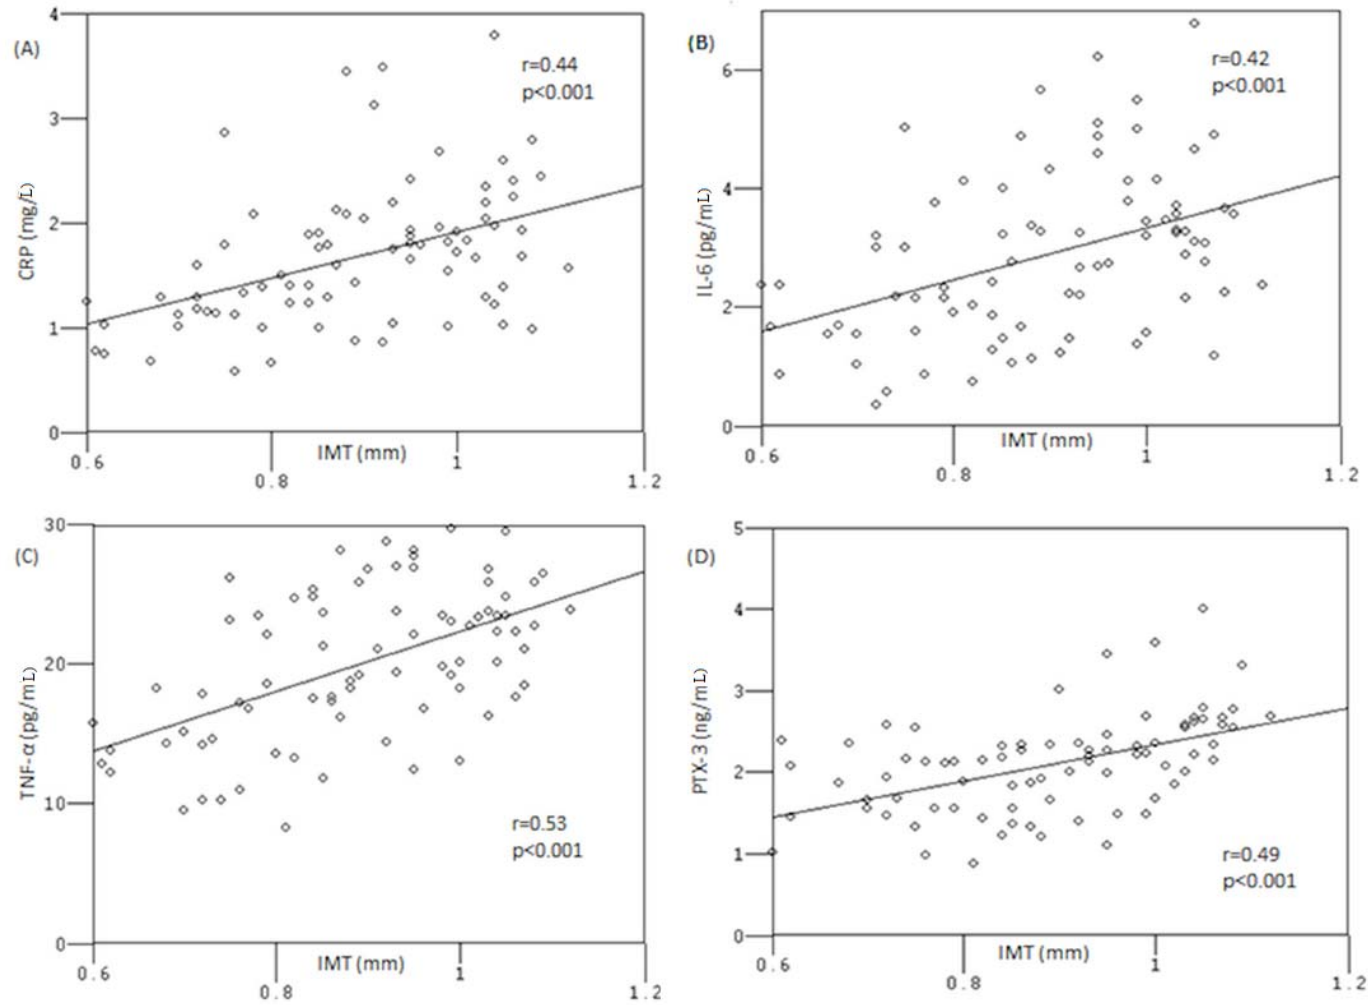 (A)
4
3
2
1
0
CRP (mg/L)
r=0.44
p<0.001
0.6
0.8
IMT (mm)
1
1.2
(B)
6
4
2
0
IL-6 (pg/mL)
r=0.42
p<0.001
0.6
0.8
IMT (mm)
1
1.2
(C)
30
20
10
0
TNF-α (pg/mL)
r=0.53
p<0.001
0.6
0.8
IMT (mm)
1
1.2
(D)
5
4
3
2
1
0
PTX-3 (ng/mL)
r=0.49
p<0.001
0.6
0.8
IMT (mm)
1
1.2